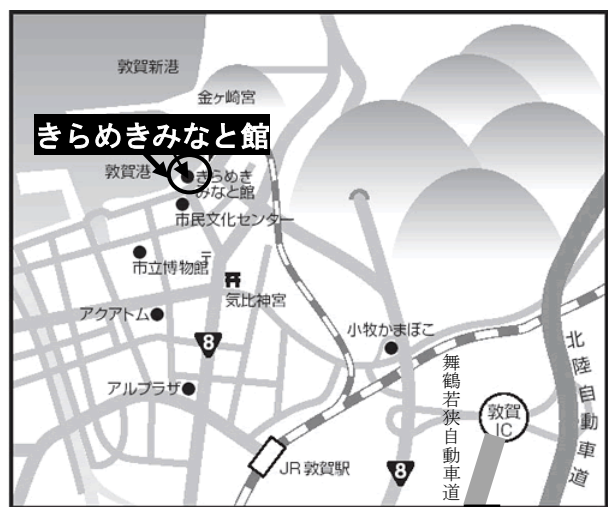 敦賀新港
金ヶ崎宮
きらめきみなと館
敦賀港
きらめき
みなと館
市民文化センター
〒
市立博物館
気比神宮
アクアトム
8
小牧かまぼこ
アルプラザ
舞鶴若狭自動車道
北陸自動車道
敦賀
IC
JR敦賀駅
8